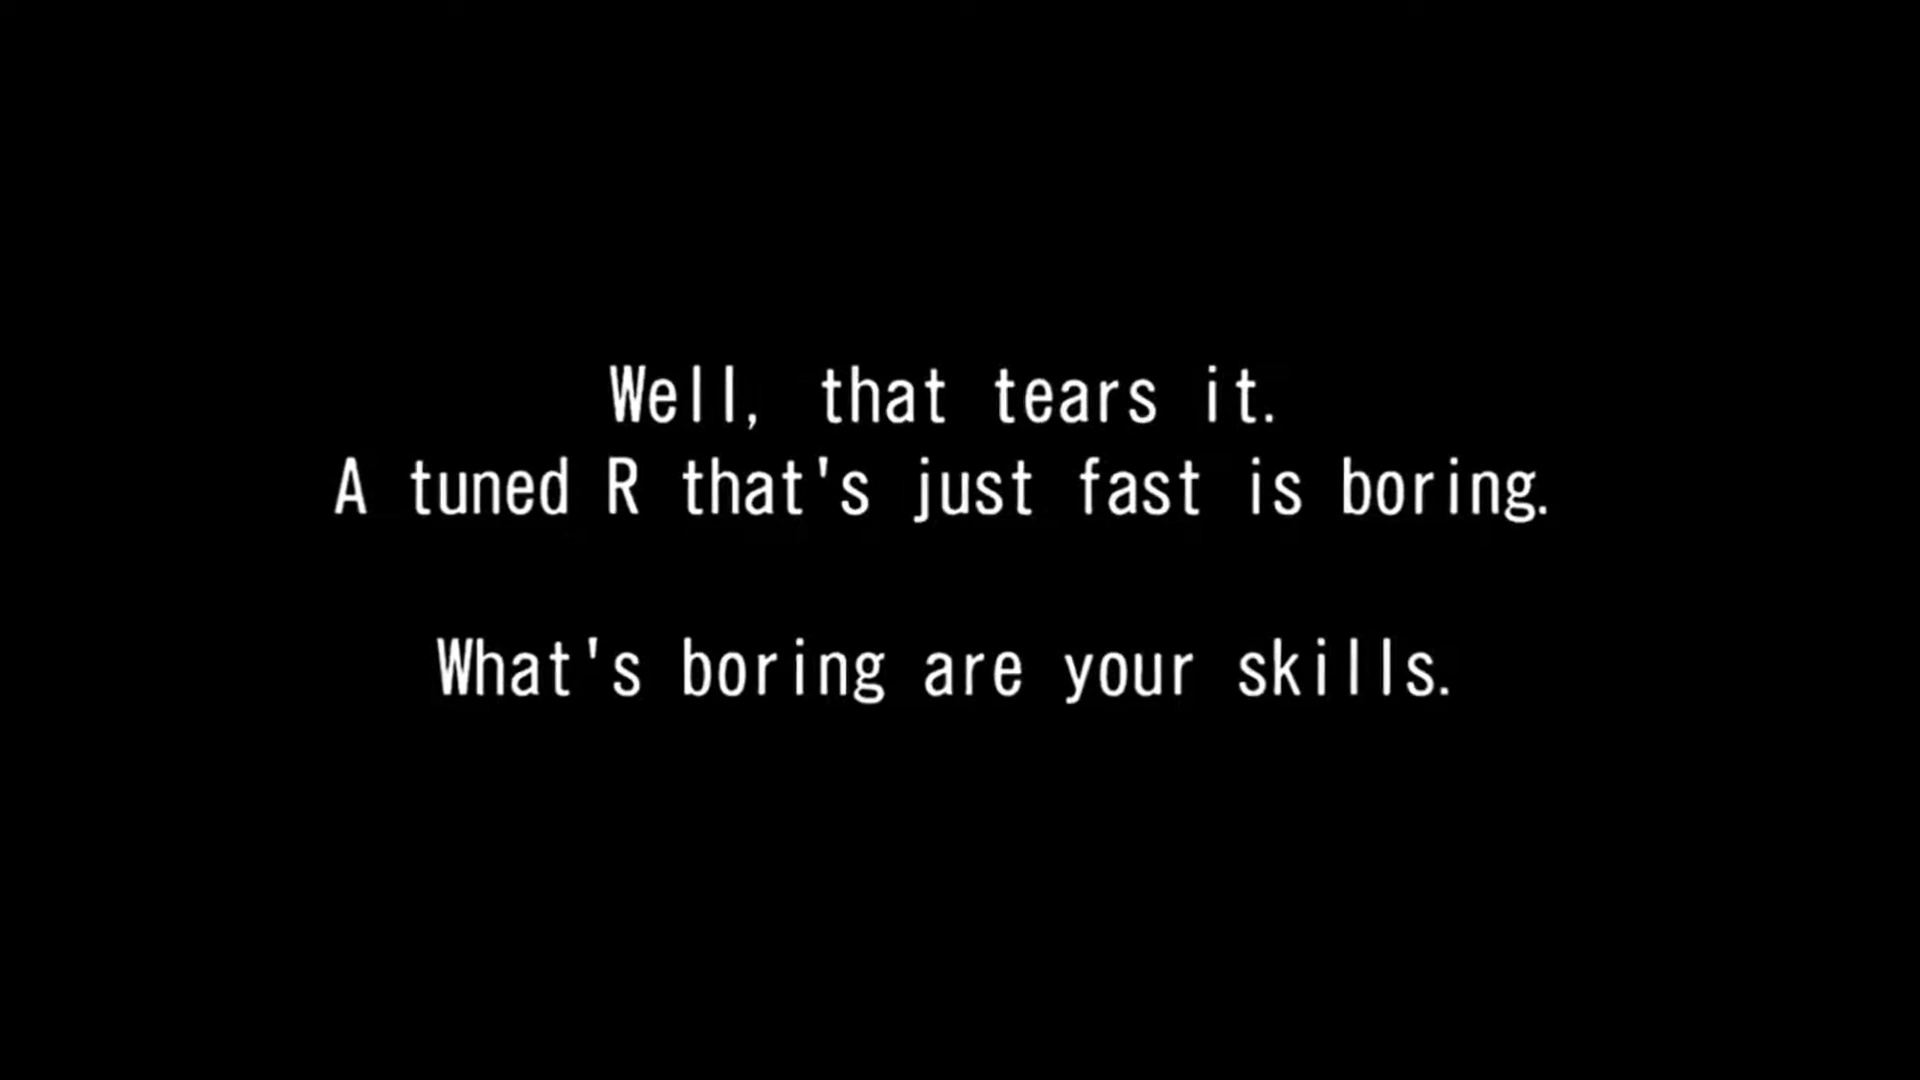 Well, that tears it.
A tuned R that's just fast is boring.
What's boring are your skills.